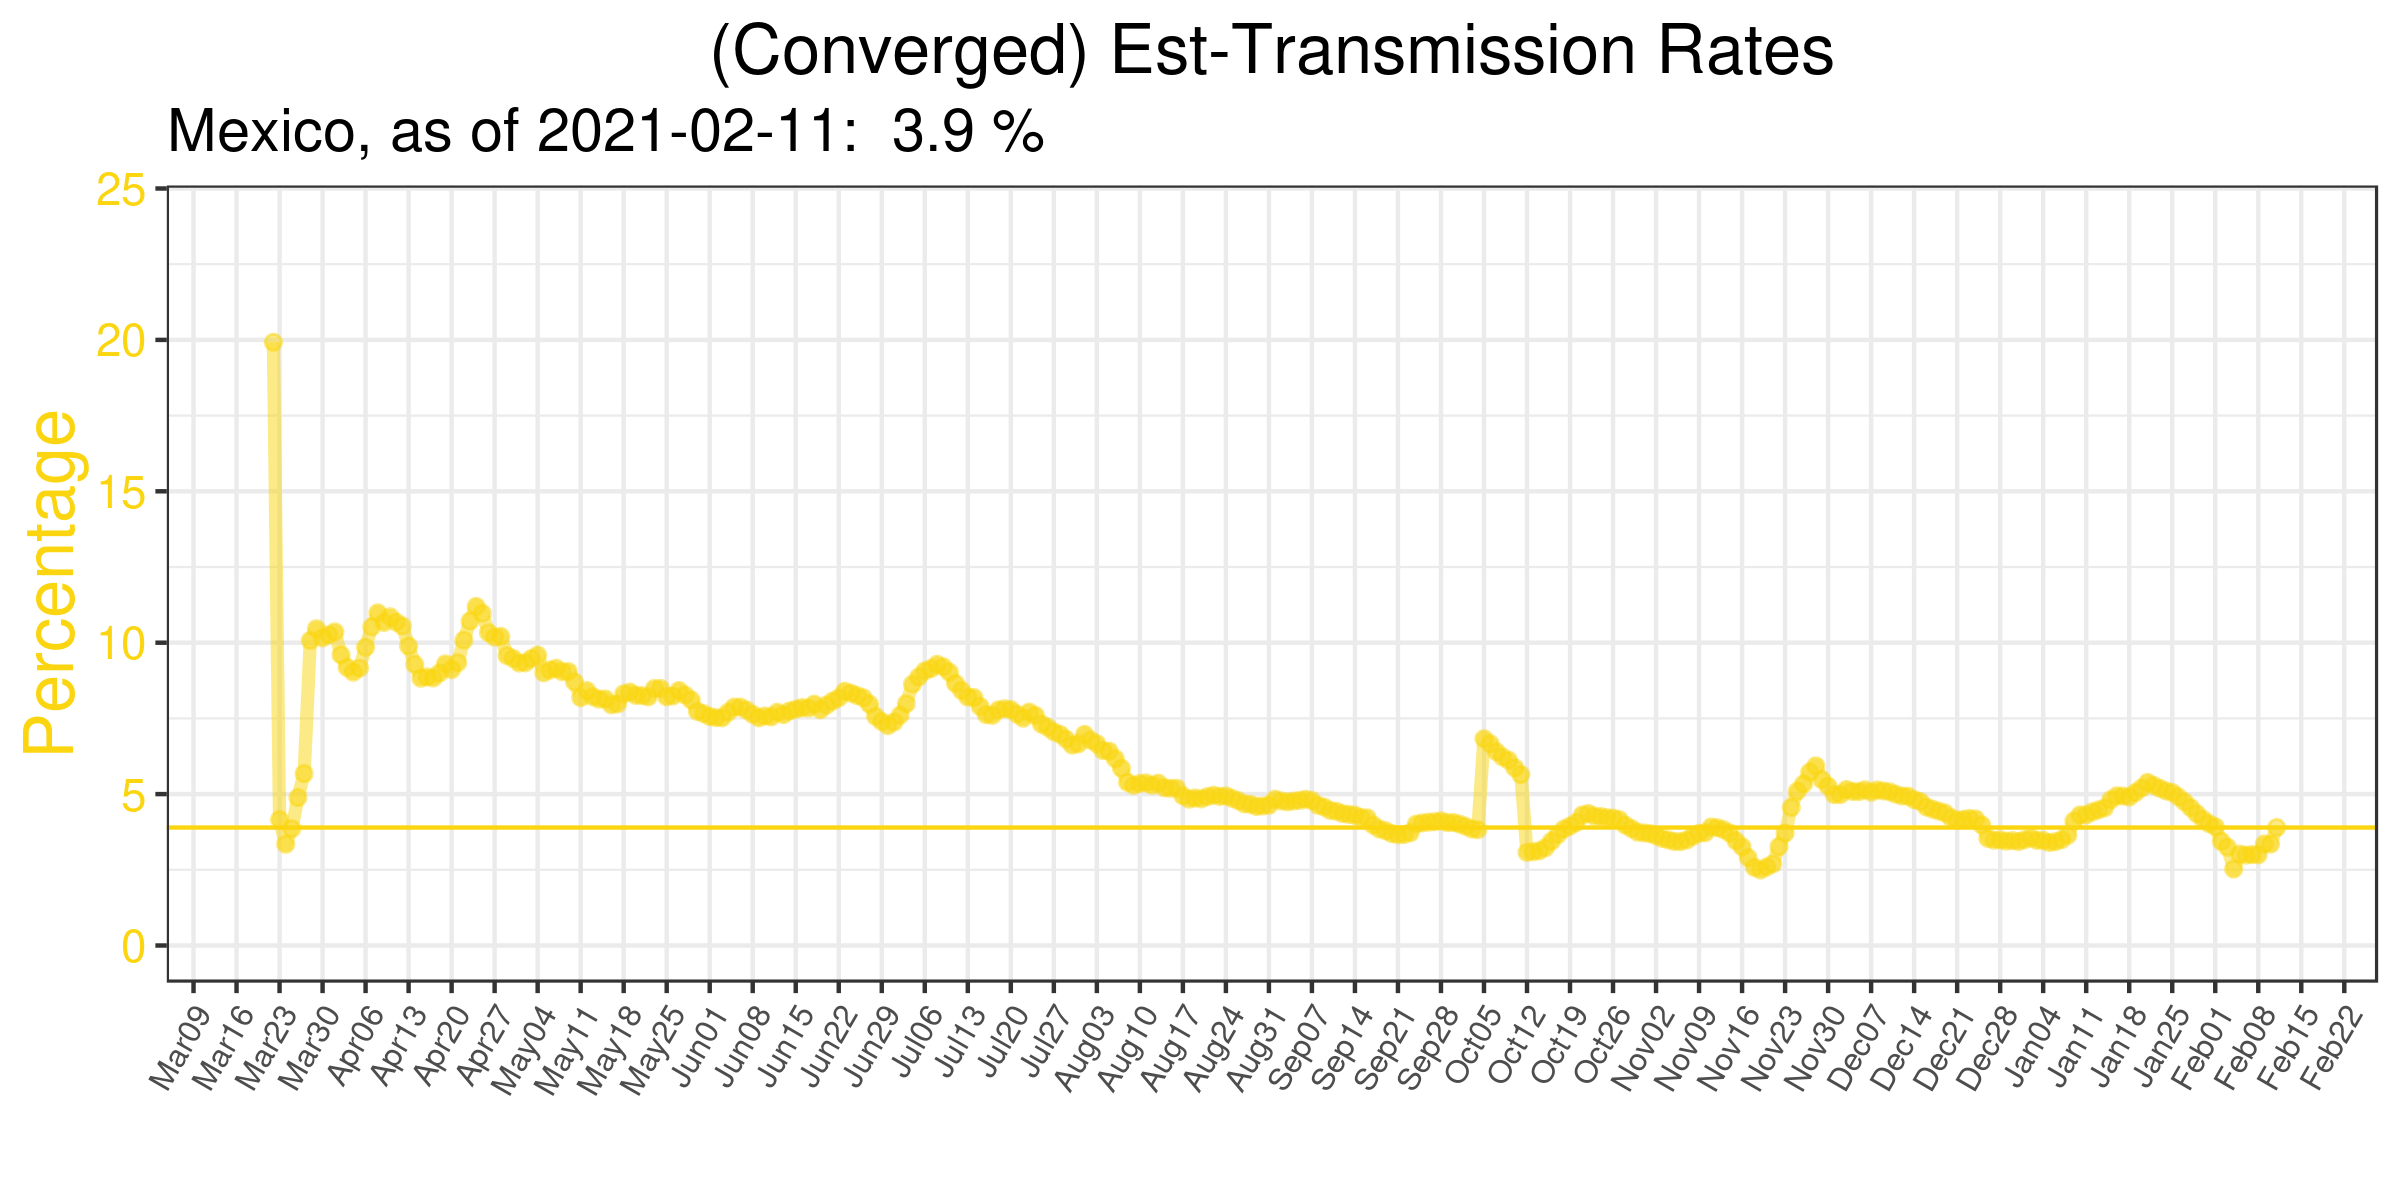 (Converged) Est-Transmission Rates
Mexico, as of 2021-02-11:  3.9 %
Percentage
25
20
15
10
5
0
Mar09
Mar16
Mar23
Mar30
Apr06
Apr13
Apr20
Apr27
May04
May11
May18
May25
Jun01
Jun08
Jun15
Jun22
Jun29
Jul06
Jul13
Jul20
Jul27
Aug03
Aug10
Aug17
Aug24
Aug31
Sep07
Sep14
Sep21
Sep28
Oct05
Oct12
Oct19
Oct26
Nov02
Nov09
Nov16
Nov23
Nov30
Dec07
Dec14
Dec21
Dec28
Jan04
Jan11
Jan18
Jan25
Feb01
Feb08
Feb15
Feb22